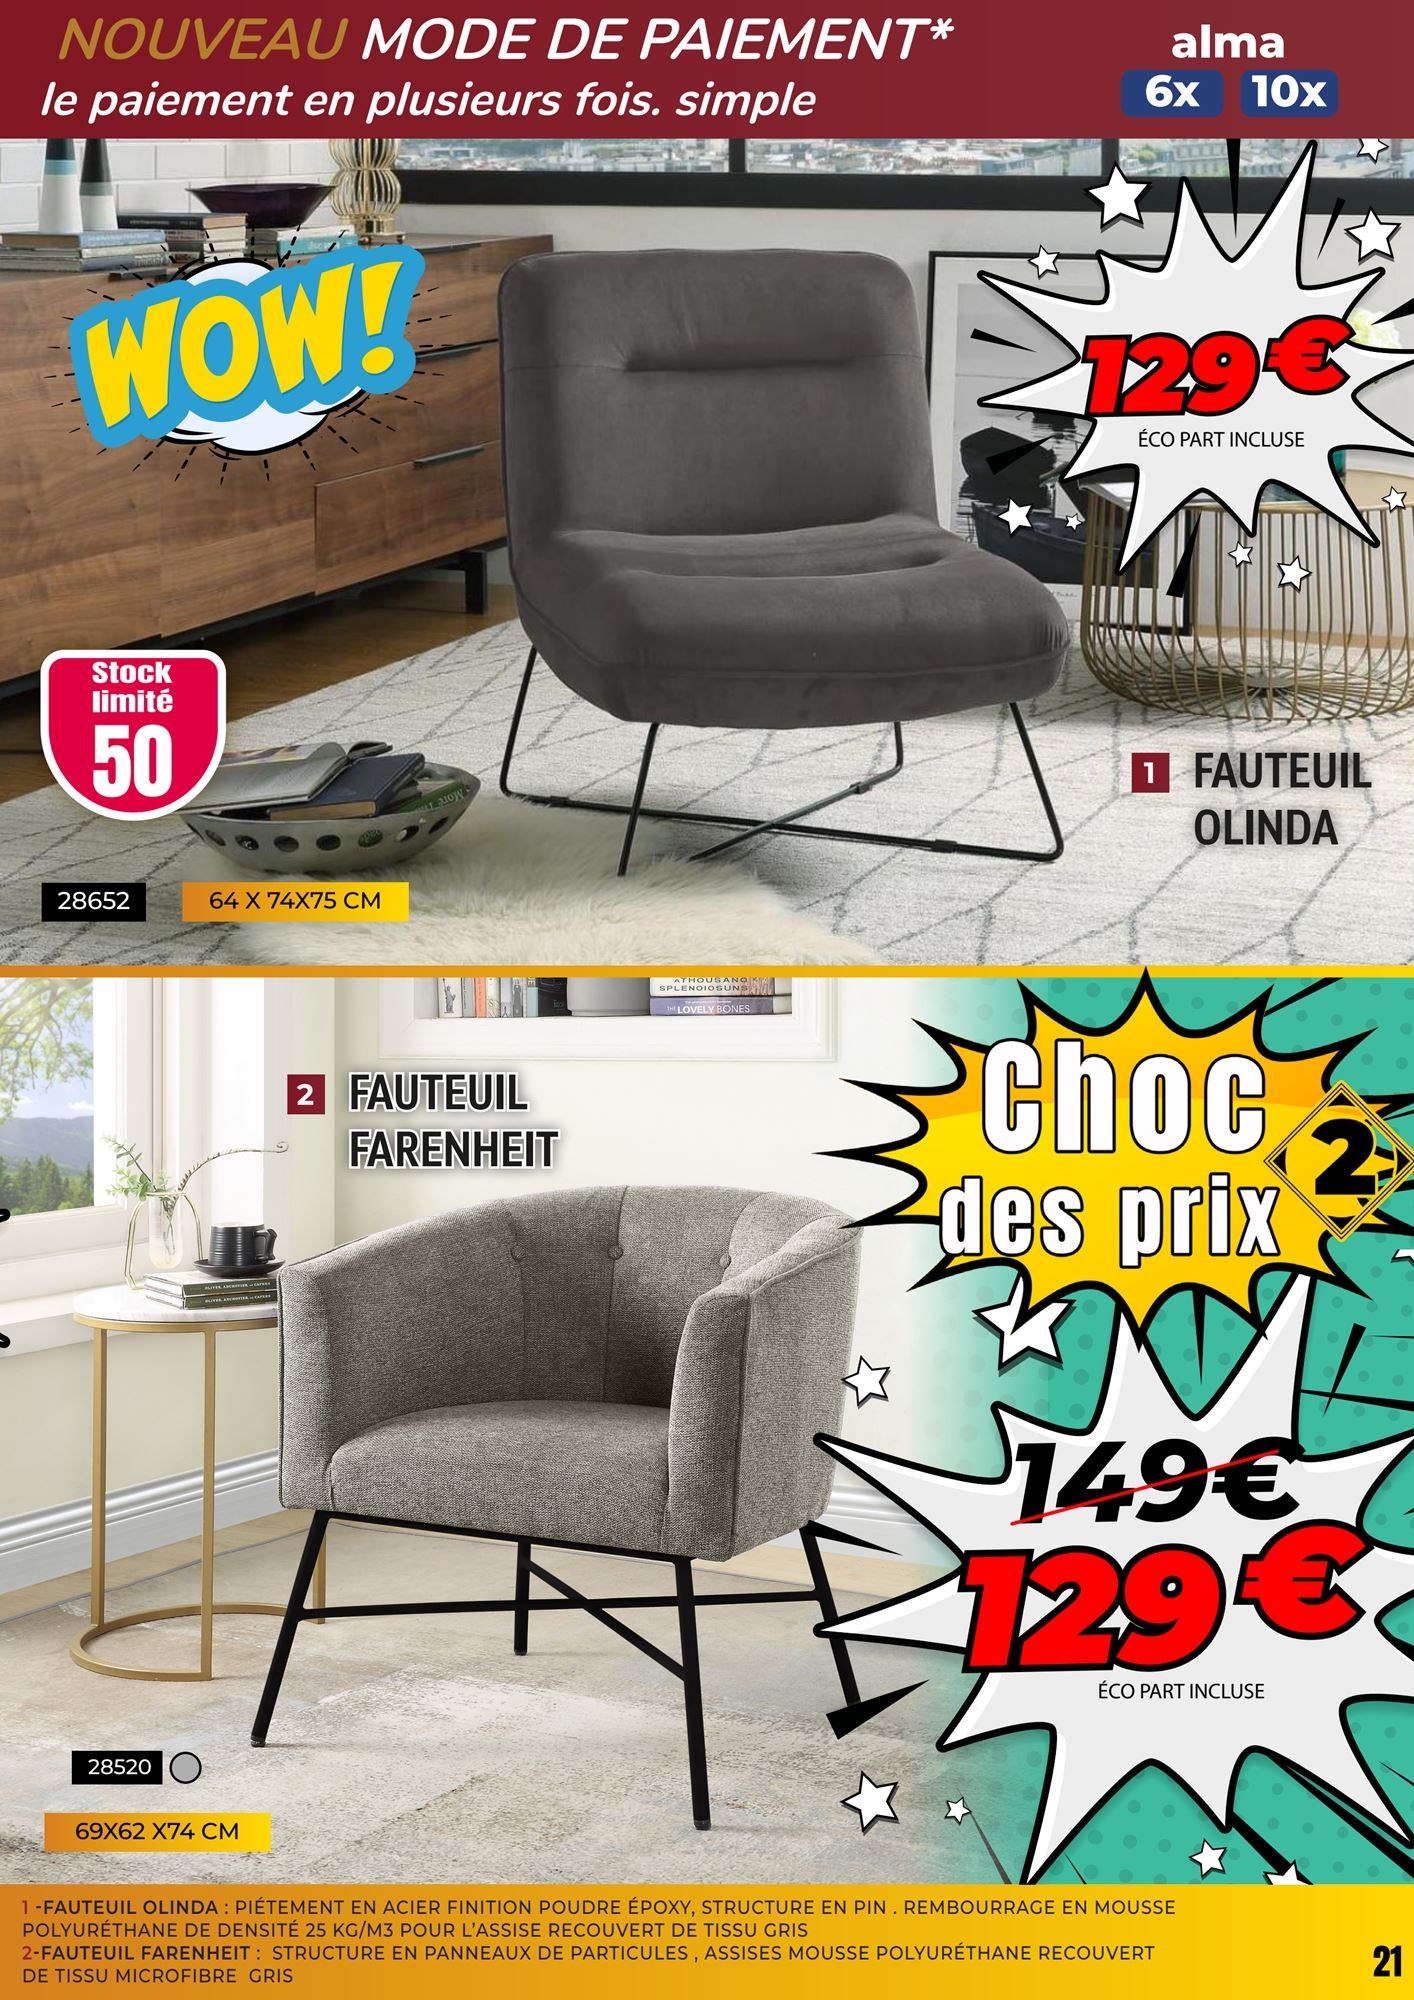 NOUVEAU MODE DE PAIEMENT*
le paiement en plusieurs fois. simple
alma
6x 10x
WOW!
129€
ÉCO PART INCLUSE
Stock
limité
50
1 FAUTEUIL
OLINDA
28652
64 X 74X75 CM
A THOUSAND
SPLENDID SUNS
THE LOVELY BONES
2 FAUTEUIL
FARENHEIT
Choc
des prix
2
149€
129€
ÉCO PART INCLUSE
28520
69X62 X74 CM
1 -FAUTEUIL OLINDA : PIÉTEMENT EN ACIER FINITION POUDRE ÉPOXY, STRUCTURE EN PIN . REMBOURRAGE EN MOUSSE
POLYURÉTHANE DE DENSITÉ 25 KG/M3 POUR L'ASSISE RECOUVERT DE TISSU GRIS
2-FAUTEUIL FARENHEIT : STRUCTURE EN PANNEAUX DE PARTICULES , ASSISES MOUSSE POLYURÉTHANE RECOUVERT
DE TISSU MICROFIBRE GRIS
21